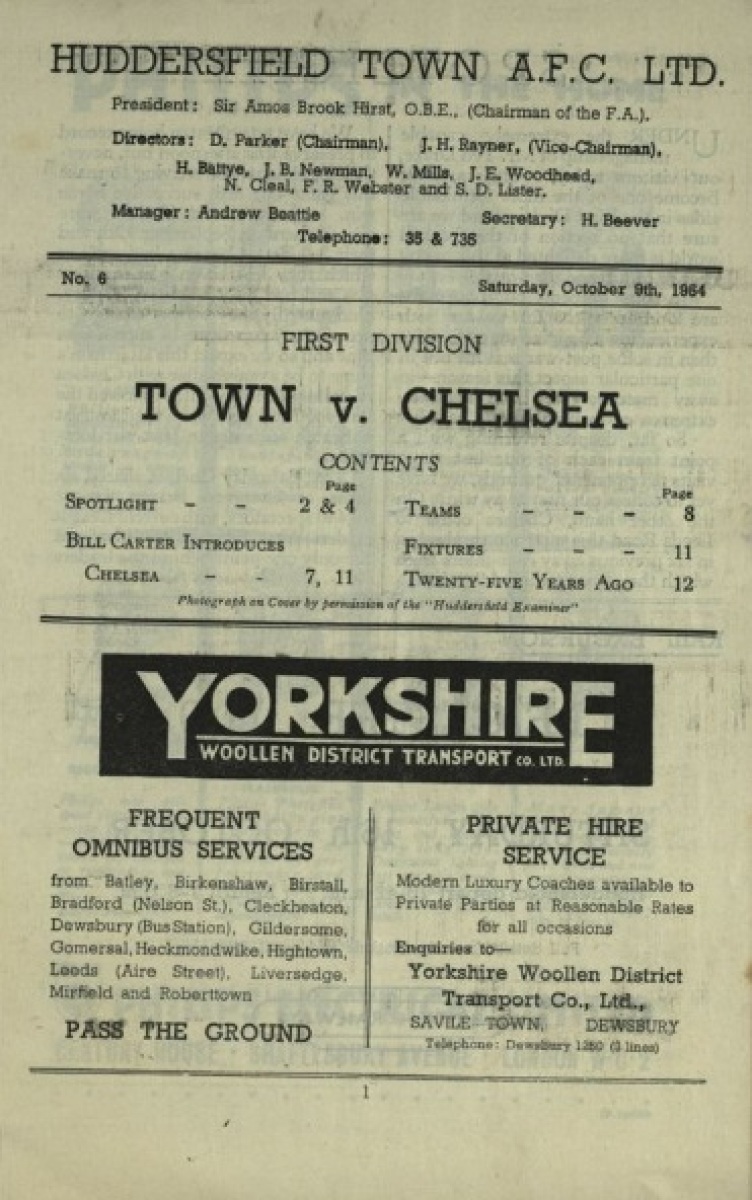 HUDDERSFIELD TOWN A.F.C. LTD.
President: Sir Amos Brook Hirst, O.B.E., (Chairman of the F.A.).
Directors: D. Parker (Chairman), J. H. Rayner, (Vice-Chairman),
H. Battye, J. B. Newman, W. Mills, J. E. Woodhead,
N. Cleal, F. R. Webster and S. D. Lister.
Manager: Andrew Beattie Secretary: H. Beever
Telephone: 35 & 735
No. 6 Saturday, October 9th, 1954
FIRST DIVISION
TOWN v. CHELSEA
CONTENTS
Page Page
SPOTLIGHT - - 2 & 4 TEAMS - - - 8
BILL CARTER INTRODUCES FIXTURES - - - 11
CHELSEA - - 7, 11 TWENTY-FIVE YEARS AGO 12
Photograph on Cover by permission of the "Huddersfield Examiner"
YORKSHIRE
WOOLLEN DISTRICT TRANSPORT CO. LTD.
FREQUENT
OMNIBUS SERVICES
from Batley, Birkenshaw, Birstall,
Bradford (Nelson St.), Cleckheaton,
Dewsbury (Bus Station), Gildersome,
Gomersal, Heckmondwike, Hightown,
Leeds (Aire Street), Liversedge,
Mirfield and Roberttown
PASS THE GROUND
PRIVATE HIRE
SERVICE
Modern Luxury Coaches available to
Private Parties at Reasonable Rates
for all occasions
Enquiries to—
Yorkshire Woollen District
Transport Co., Ltd.,
SAVILE TOWN, DEWSBURY
Telephone: Dewsbury 1250 (3 lines)
1